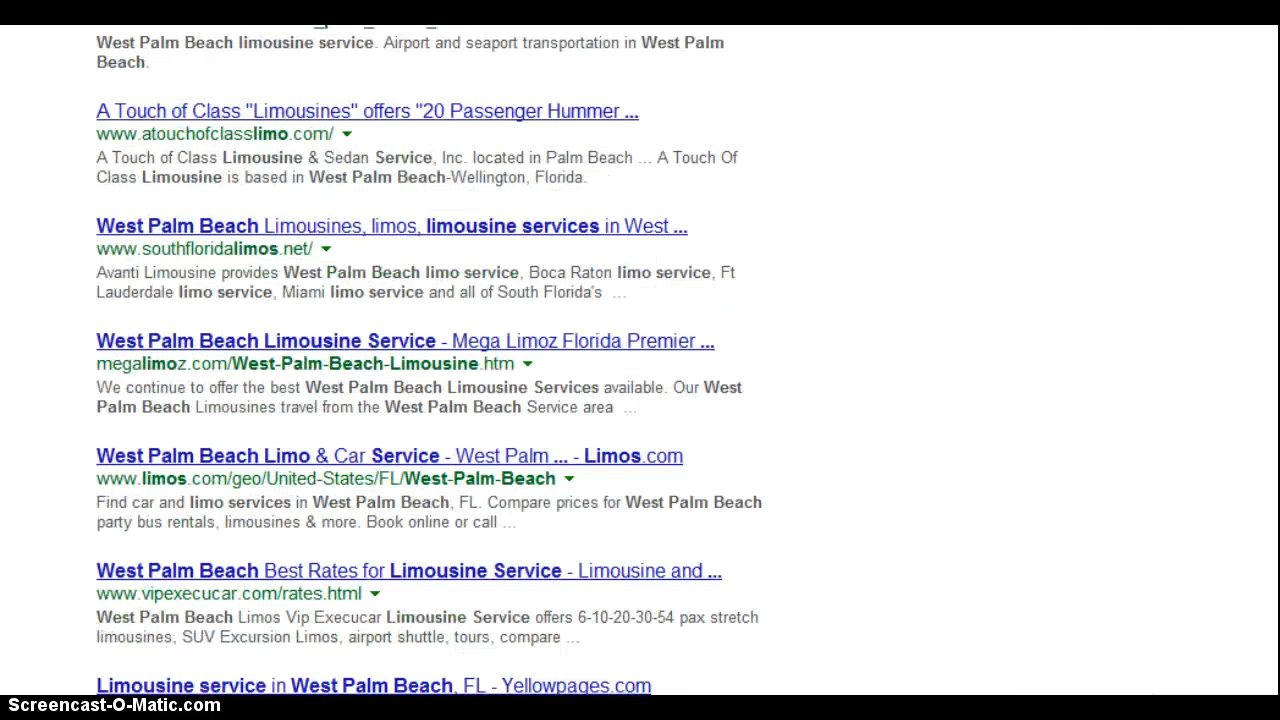 West Palm Beach limousine service. Airport and seaport transportation in West Palm
Beach.
A Touch of Class "Limousines" offers "20 Passenger Hummer ...
www.atouchofclasslimo.com/
A Touch of Class Limousine & Sedan Service, Inc. located in Palm Beach ... A Touch Of
Class Limousine is based in West Palm Beach-Wellington, Florida.
West Palm Beach Limousines, limos, limousine services in West ...
www.southfloridalimos.net/
Avanti Limousine provides West Palm Beach limo service, Boca Raton limo service, Ft
Lauderdale limo service, Miami limo service and all of South Florida's ...
West Palm Beach Limousine Service - Mega Limoz Florida Premier ...
megalimoz.com/West-Palm-Beach-Limousine.htm
We continue to offer the best West Palm Beach Limousine Services available. Our West
Palm Beach Limousines travel from the West Palm Beach Service area ...
West Palm Beach Limo & Car Service - West Palm ... - Limos.com
www.limos.com/geo/United-States/FL/West-Palm-Beach
Find car and limo services in West Palm Beach, FL. Compare prices for West Palm Beach
party bus rentals, limousines & more. Book online or call ...
West Palm Beach Best Rates for Limousine Service - Limousine and ...
www.vipexecucar.com/rates.html
West Palm Beach Limos Vip Execucar Limousine Service offers 6-10-20-30-54 pax stretch
limousines, SUV Excursion Limos, airport shuttle, tours, compare ...
Limousine service in West Palm Beach, FL - Yellowpages.com
Screencast-O-Matic.com